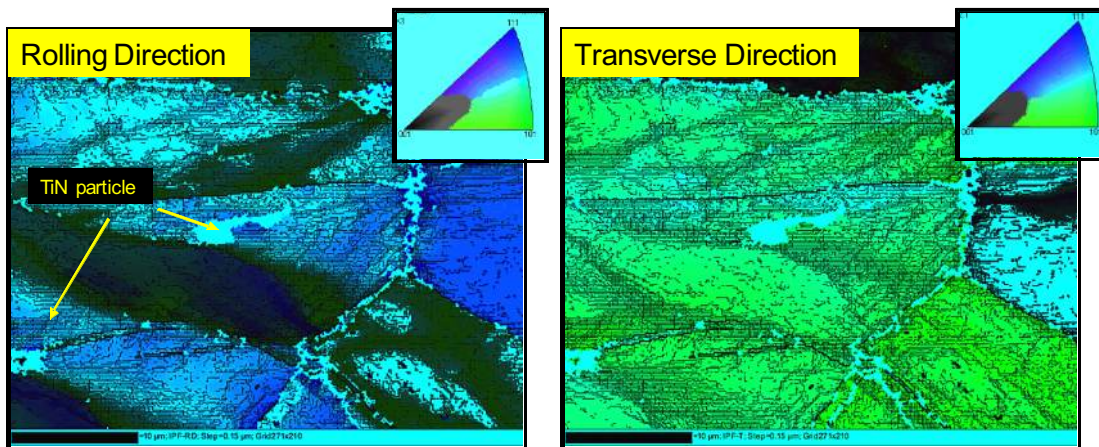 Rolling Direction
111
001
101
TiN particle
=10 µm; IPF-RD; Step=0.15 µm; Grid271x210
Transverse Direction
111
001
=10 µm; IPF-T; Step=0.15 µm; Grid271x210